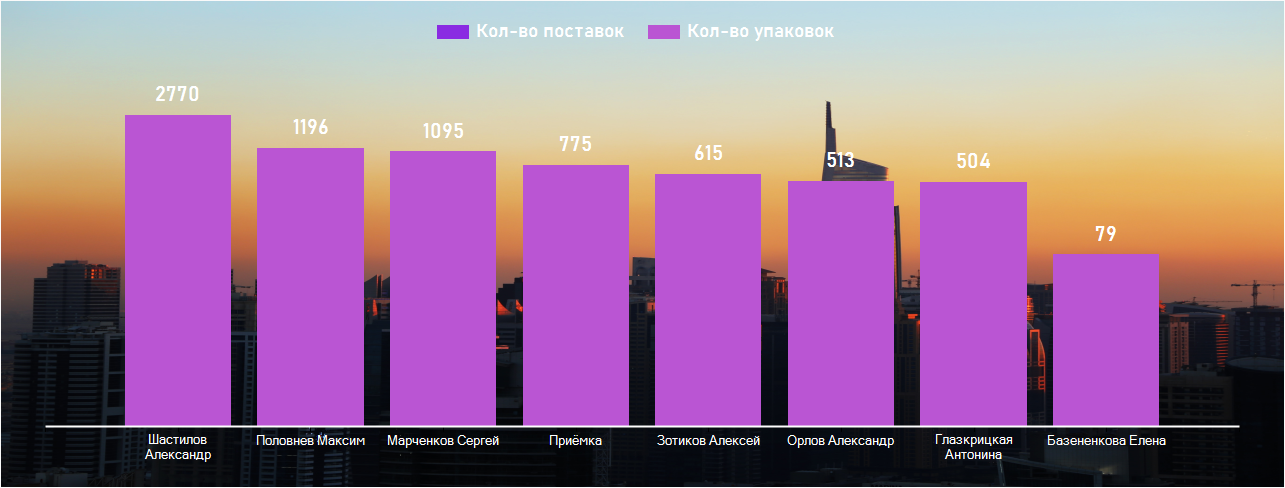 Кол-во поставок Кол-во упаковок
2770
1196
1095
775
615
513
504
79
Шастилов
Александр
Половнев Максим
Марченков Сергей
Приёмка
Зотиков Алексей
Орлов Александр
Глазкрицкая
Антонина
Базененкова Елена